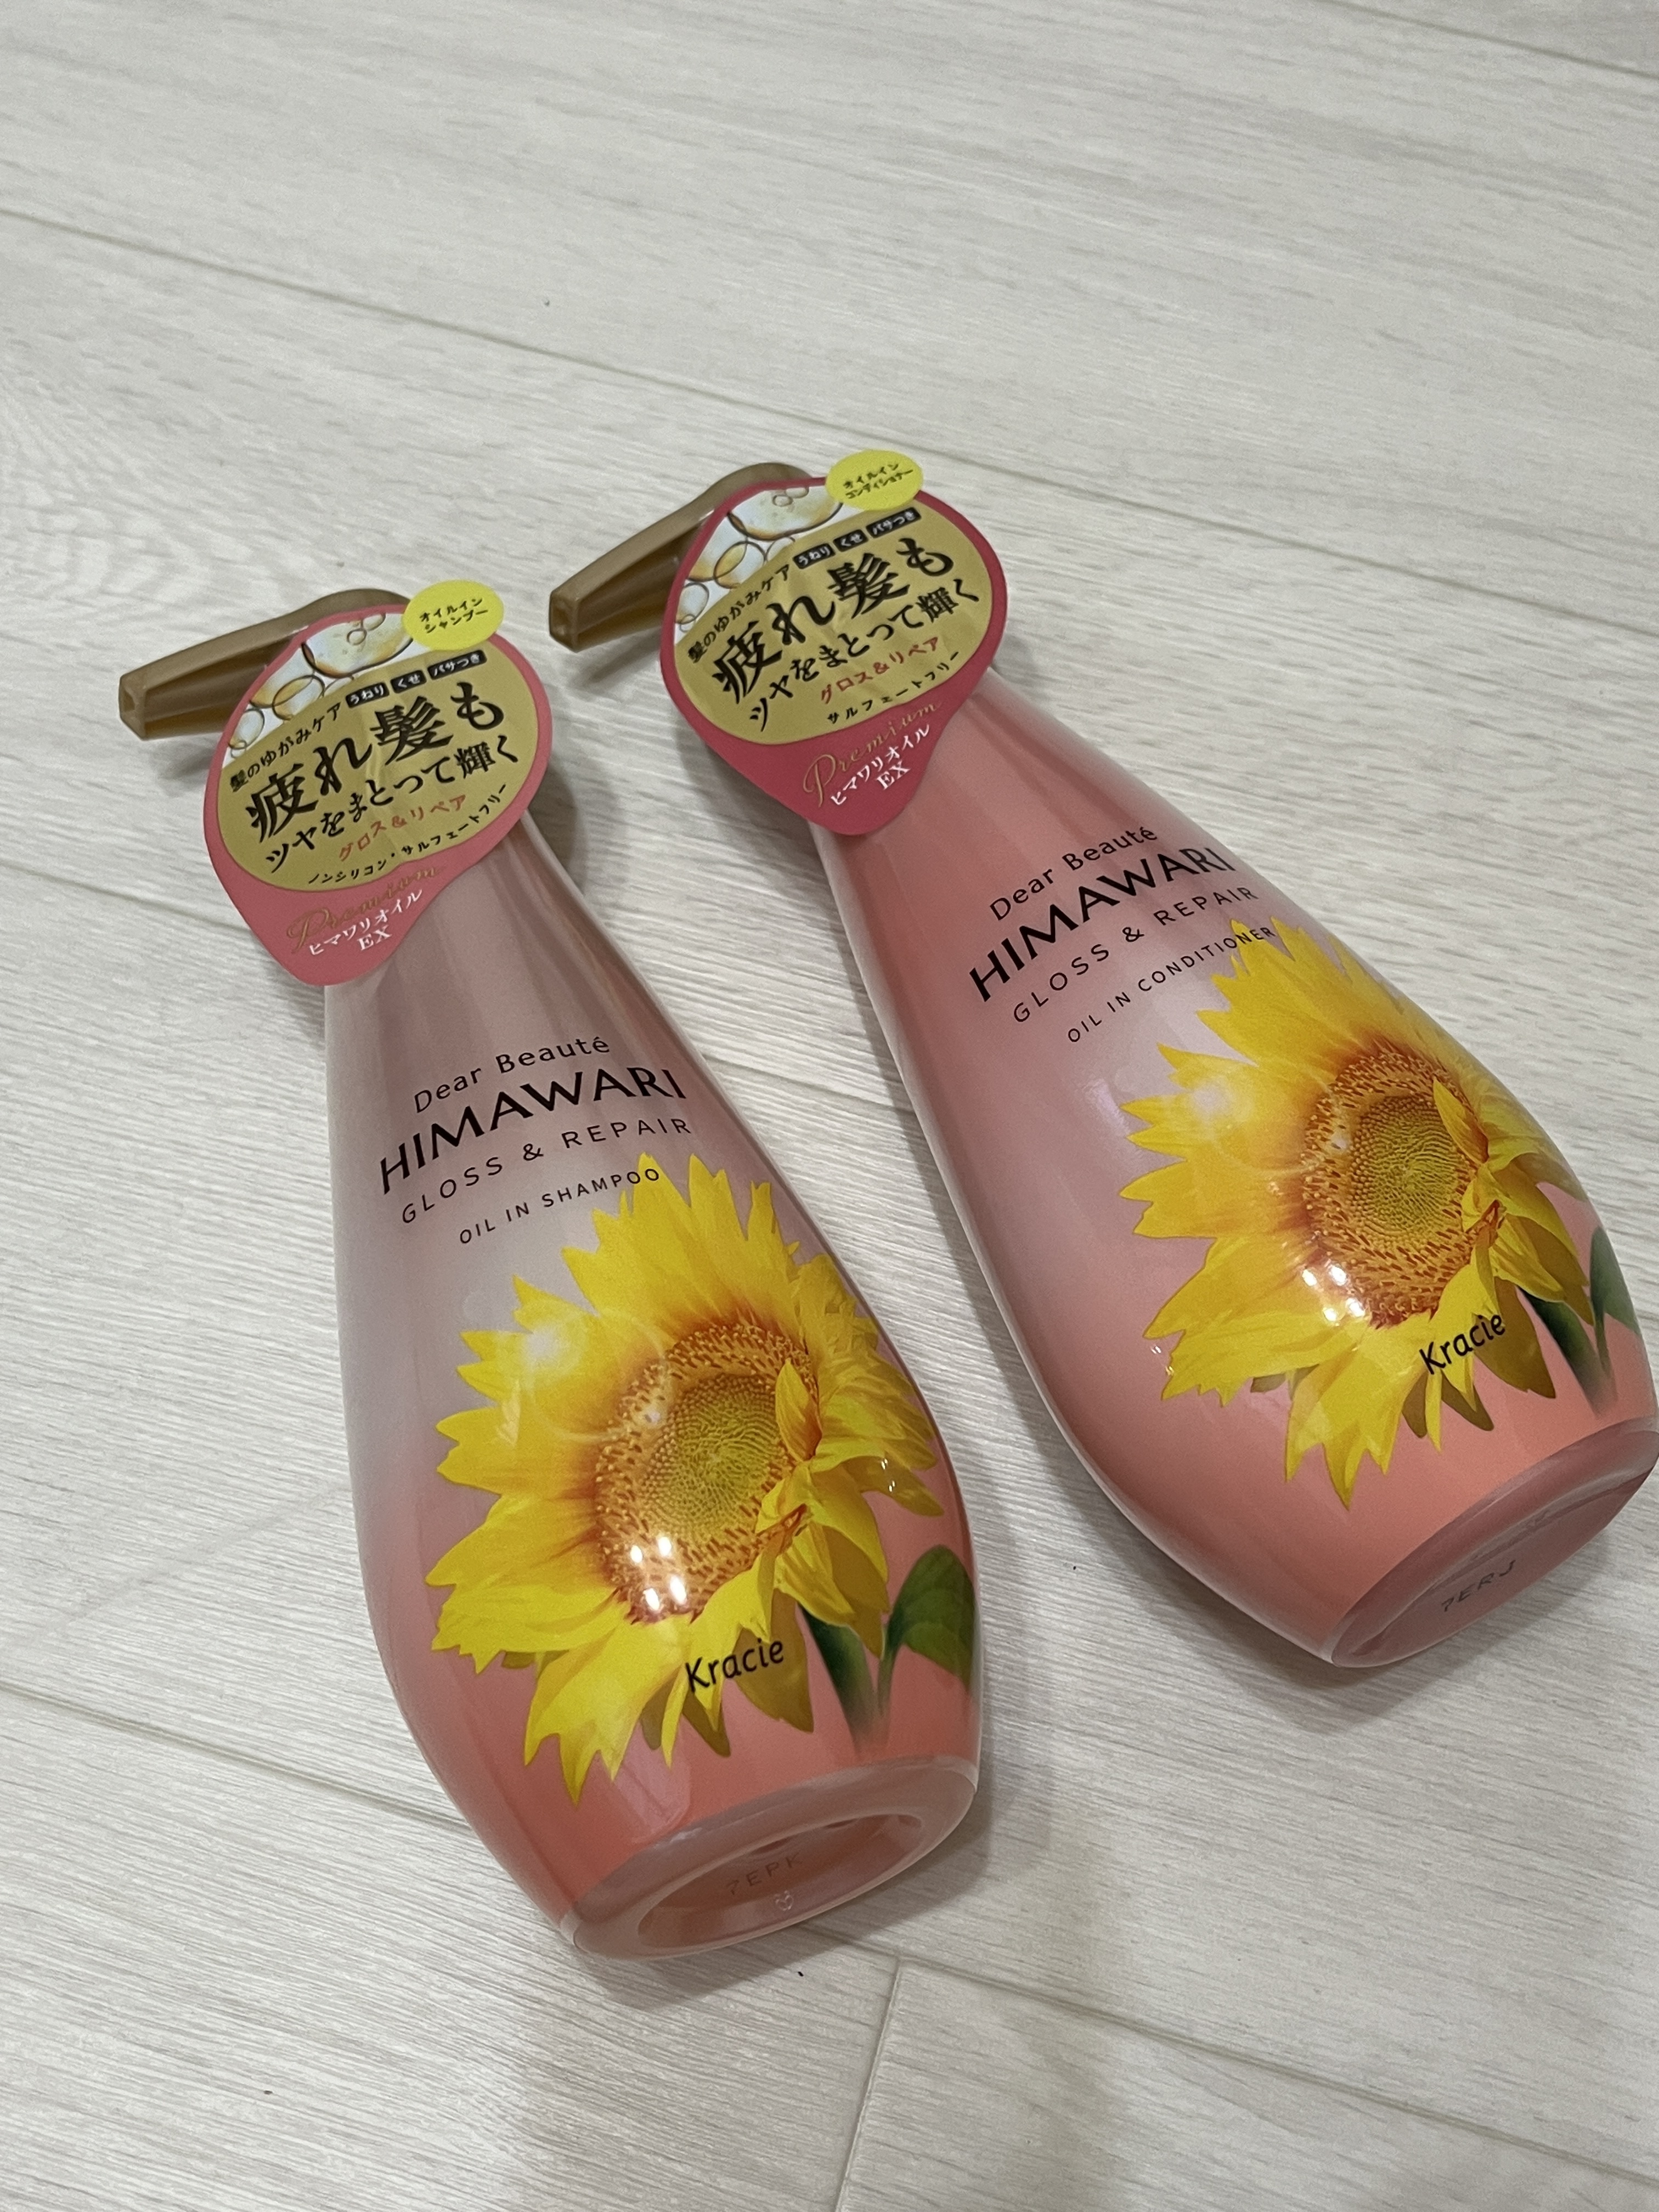 オイルイン
シャンプー
髪のゆがみケア うねり くせ パサつき
疲れ髪も
ツヤをまとって輝く
グロス&リペア
ノンシリコン・サルフェートフリー
Premium
ヒマワリオイル
EX
Dear Beauté
HIMAWARI
GLOSS & REPAIR
OIL IN SHAMPOO
Kracie
7EPK
オイルイン
コンディショナー
髪のゆがみケア うねり くせ パサつき
疲れ髪も
ツヤをまとって輝く
グロス&リペア
サルフェートフリー
Premium
ヒマワリオイル
EX
Dear Beauté
HIMAWARI
GLOSS & REPAIR
OIL IN CONDITIONER
Kracie
7ERJ